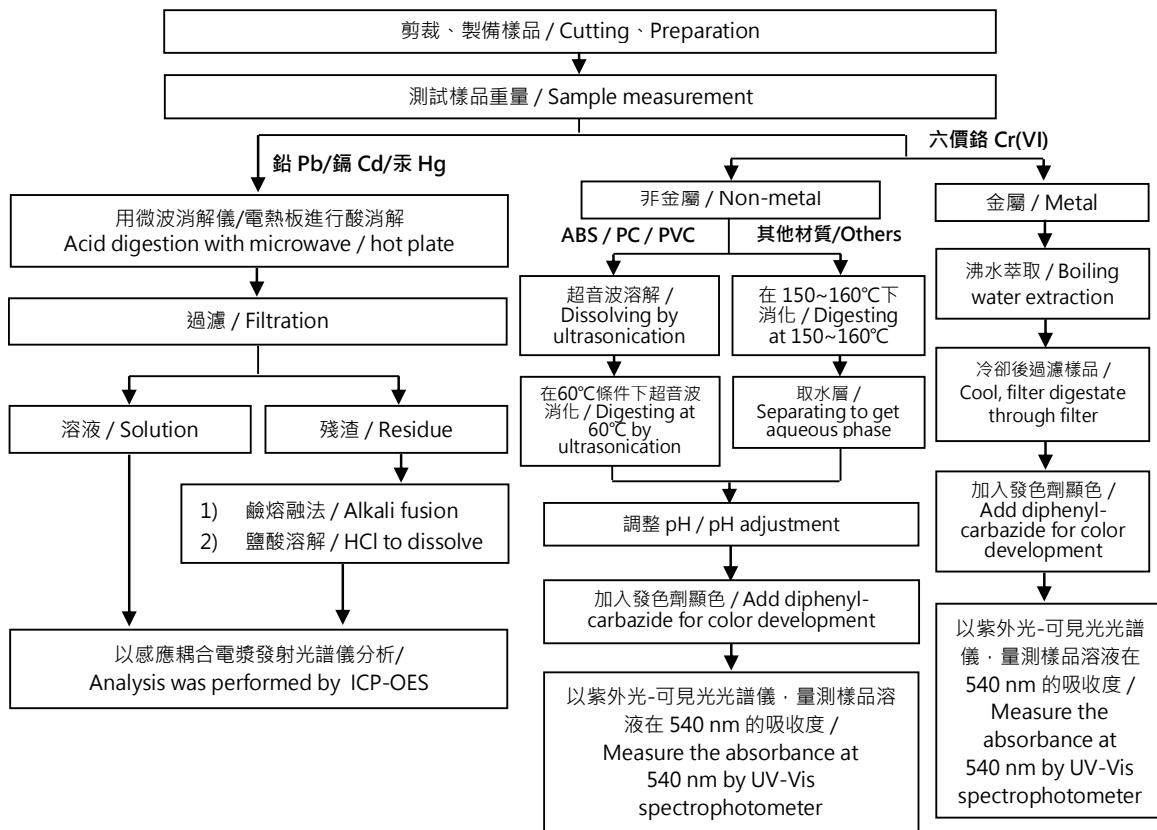 剪裁、製備樣品 / Cutting、Preparation
測試樣品重量 / Sample measurement
鉛 Pb/鎘 Cd/汞 Hg
六價鉻 Cr(VI)
用微波消解儀/電熱板進行酸消解
Acid digestion with microwave / hot plate
過濾 / Filtration
溶液 / Solution
殘渣 / Residue
1) 鹼熔融法 / Alkali fusion
2) 鹽酸溶解 / HCl to dissolve
以感應耦合電漿發射光譜儀分析/
Analysis was performed by ICP-OES
非金屬 / Non-metal
ABS / PC / PVC
其他材質/Others
超音波溶解 /
Dissolving by
ultrasonication
在60℃條件下超音波
消化 / Digesting at
60℃ by
ultrasonication
在 150~160℃下
消化 / Digesting
at 150~160℃
取水層 /
Separating to get
aqueous phase
調整 pH / pH adjustment
加入發色劑顯色 / Add diphenyl-
carbazide for color development
以紫外光-可見光光譜儀，量測樣品溶
液在 540 nm 的吸收度 /
Measure the absorbance at
540 nm by UV-Vis
spectrophotometer
金屬 / Metal
沸水萃取 / Boiling
water extraction
冷卻後過濾樣品 /
Cool, filter digestate
through filter
加入發色劑顯色 /
Add diphenyl-
carbazide for color
development
以紫外光-可見光光譜
儀，量測樣品溶液在
540 nm 的吸收度 /
Measure the
absorbance at
540 nm by UV-Vis
spectrophotometer